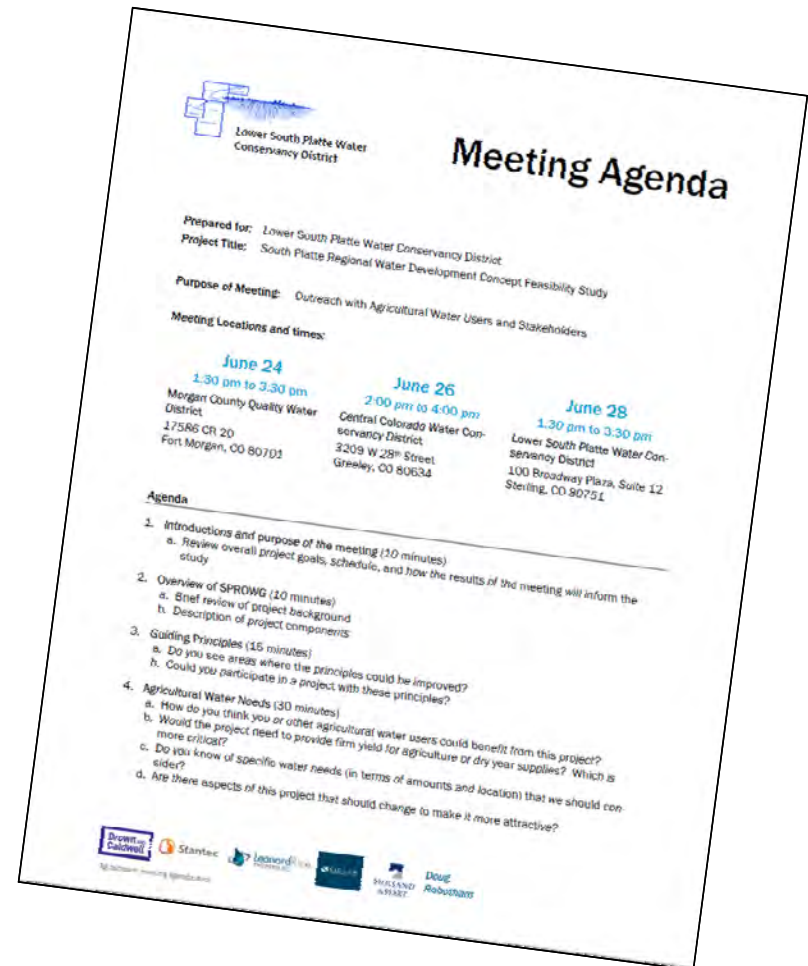 Lower South Platte Water
Conservancy District
Meeting Agenda
Prepared for: Lower South Platte Water Conservancy District
Project Title: South Platte Regional Water Development Concept Feasibility Study
Purpose of Meeting: Outreach with Agricultural Water Users and Stakeholders
Meeting Locations and times:
June 24
1:30 pm to 3:30 pm
Morgan County Quality Water
District
17586 CR 20
Fort Morgan, CO 80701
June 26
2:00 pm to 4:00 pm
Central Colorado Water Con-
servancy District
3209 W 28th Street
Greeley, CO 80634
June 28
1:30 pm to 3:30 pm
Lower South Platte Water Con-
servancy District
100 Broadway Plaza, Suite 12
Sterling, CO 80751
Agenda
1. Introductions and purpose of the meeting (10 minutes)
a. Review overall project goals, schedule, and how the results of the meeting will inform the
study
2. Overview of SPROWG (10 minutes)
a. Brief review of project background
b. Description of project components
3. Guiding Principles (15 minutes)
a. Do you see areas where the principles could be improved?
b. Could you participate in a project with these principles?
4. Agricultural Water Needs (30 minutes)
a. How do you think you or other agricultural water users could benefit from this project?
b. Would the project need to provide firm yield for agriculture or dry year supplies? Which is
more critical?
c. Do you know of specific water needs (in terms of amounts and location) that we should con-
sider?
d. Are there aspects of this project that should change to make it more attractive?
Brown and
Caldwell
Stantec
Leonard Rice
HOLLAND
&HART
Doug
Robotham